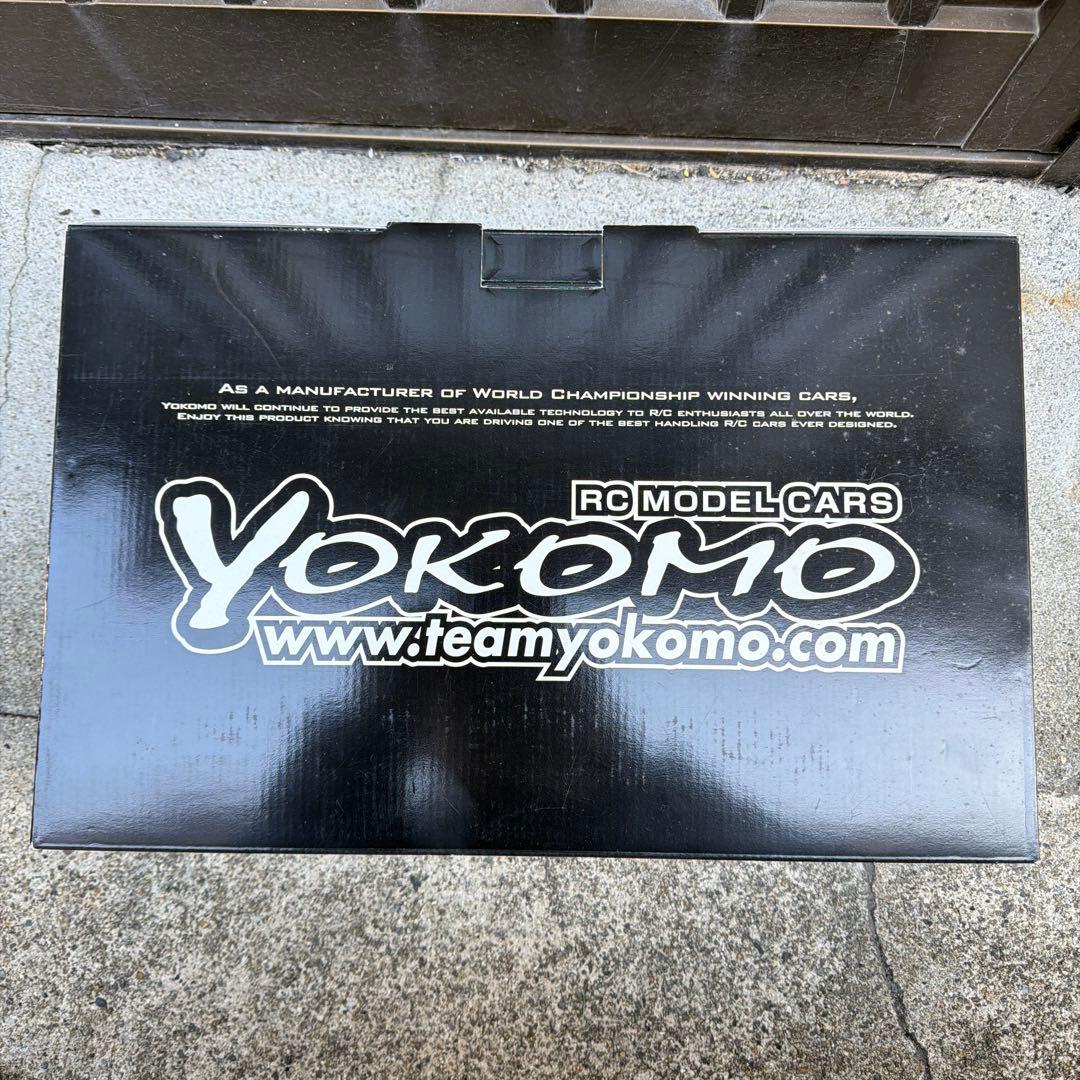 As a manufacturer of World Championship winning cars,
Yokomo will continue to provide the best available technology to R/C enthusiasts all over the world.
Enjoy this product knowing that you are driving one of the best handling R/C cars ever designed.
RC MODEL CARS
YOKOMO
www.teamyokomo.com